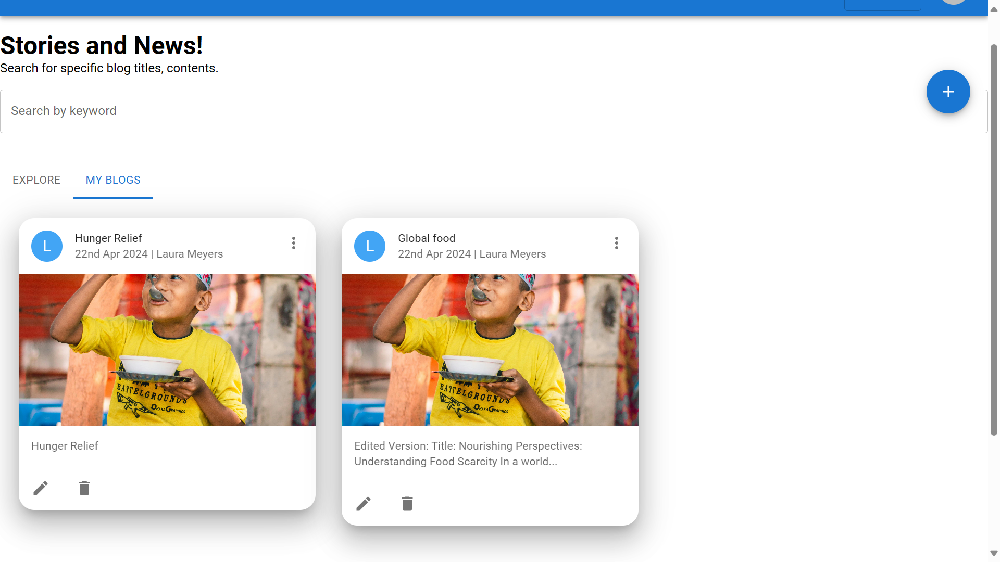 Stories and News!
Search for specific blog titles, contents.
Search by keyword
EXPLORE
MY BLOGS
L
Hunger Relief
22nd Apr 2024 | Laura Meyers
BATTELGROUNDS
DHAKAGRAPHICS
Hunger Relief
L
Global food
22nd Apr 2024 | Laura Meyers
BATTELGROUNDS
DHAKAGRAPHICS
Edited Version: Title: Nourishing Perspectives:
Understanding Food Scarcity In a world...